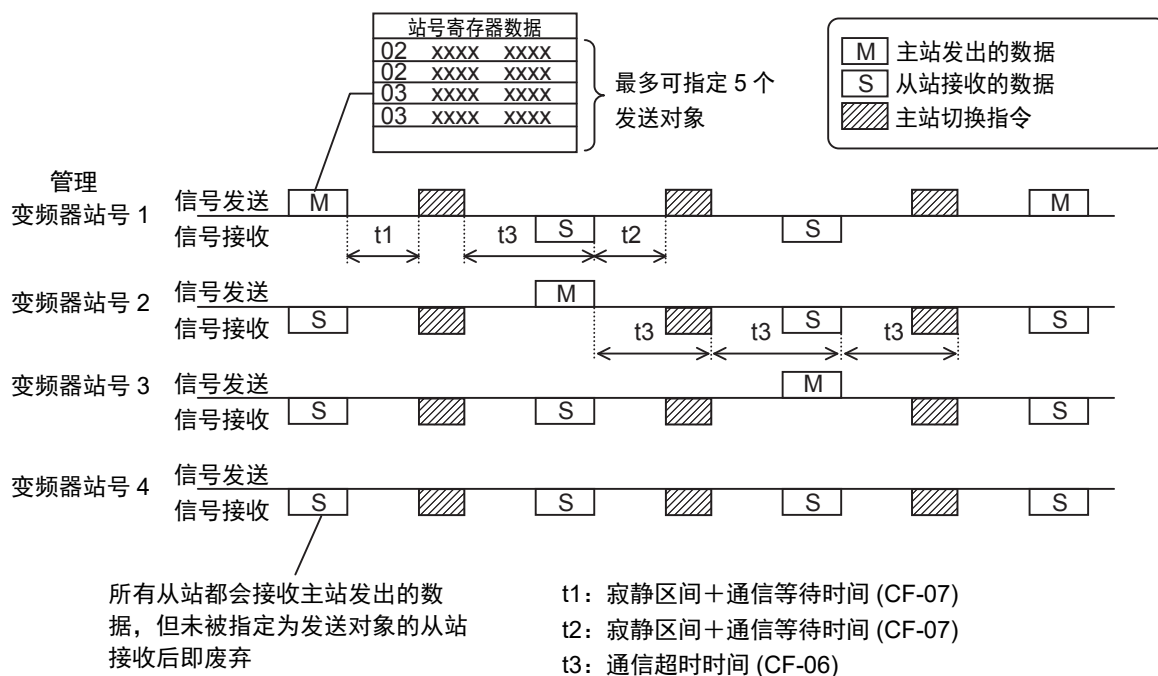 站号寄存器数据
02 xxxx xxxx
02 xxxx xxxx
03 xxxx xxxx
03 xxxx xxxx
最多可指定 5 个
发送对象
M 主站发出的数据
S 从站接收的数据
主站切换指令
管理
变频器站号 1
信号发送
M
M
信号接收
t1
t3
S
t2
S
变频器站号 2
信号发送
M
信号接收
S
S
S
t3
t3
t3
变频器站号 3
信号发送
M
信号接收
S
S
S
变频器站号 4
信号发送
信号接收
S
S
S
S
所有从站都会接收主站发出的数
据，但未被指定为发送对象的从站
接收后即废弃
t1：寂静区间＋通信等待时间 (CF-07)
t2：寂静区间＋通信等待时间 (CF-07)
t3：通信超时时间 (CF-06)